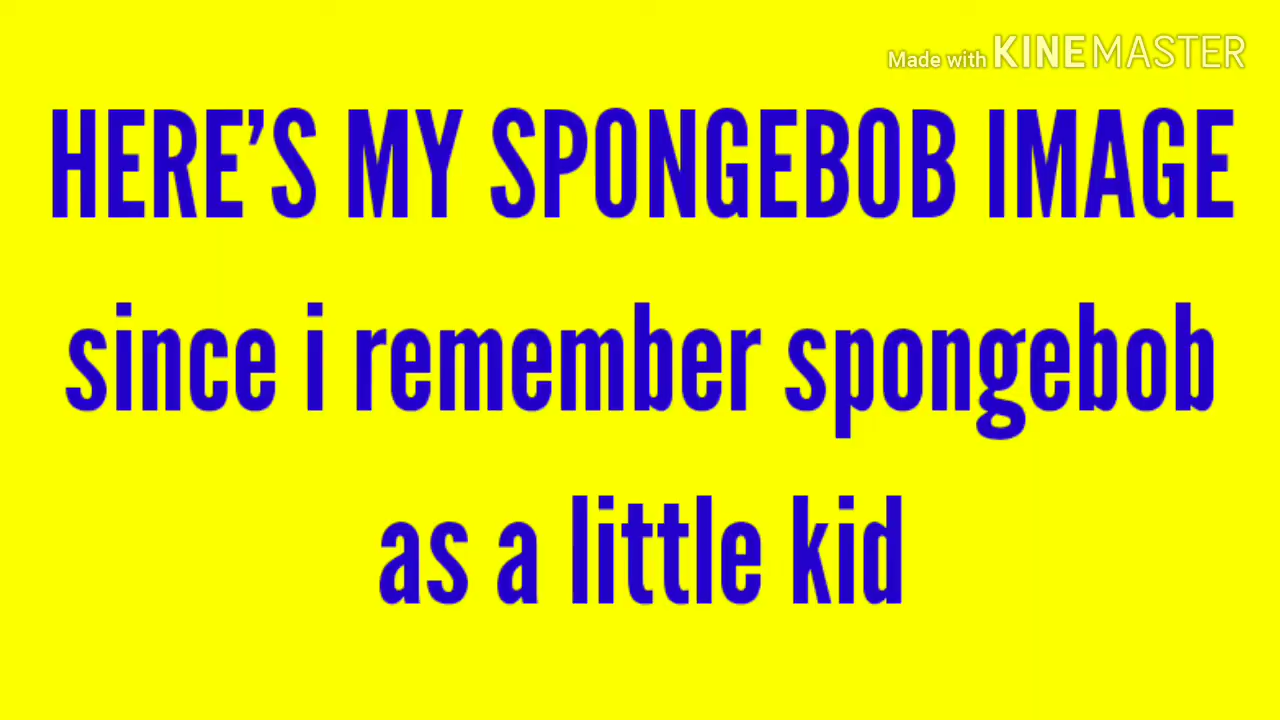 Made with KINEMASTER
HERE’S MY SPONGEBOB IMAGE
since i remember spongebob
as a little kid